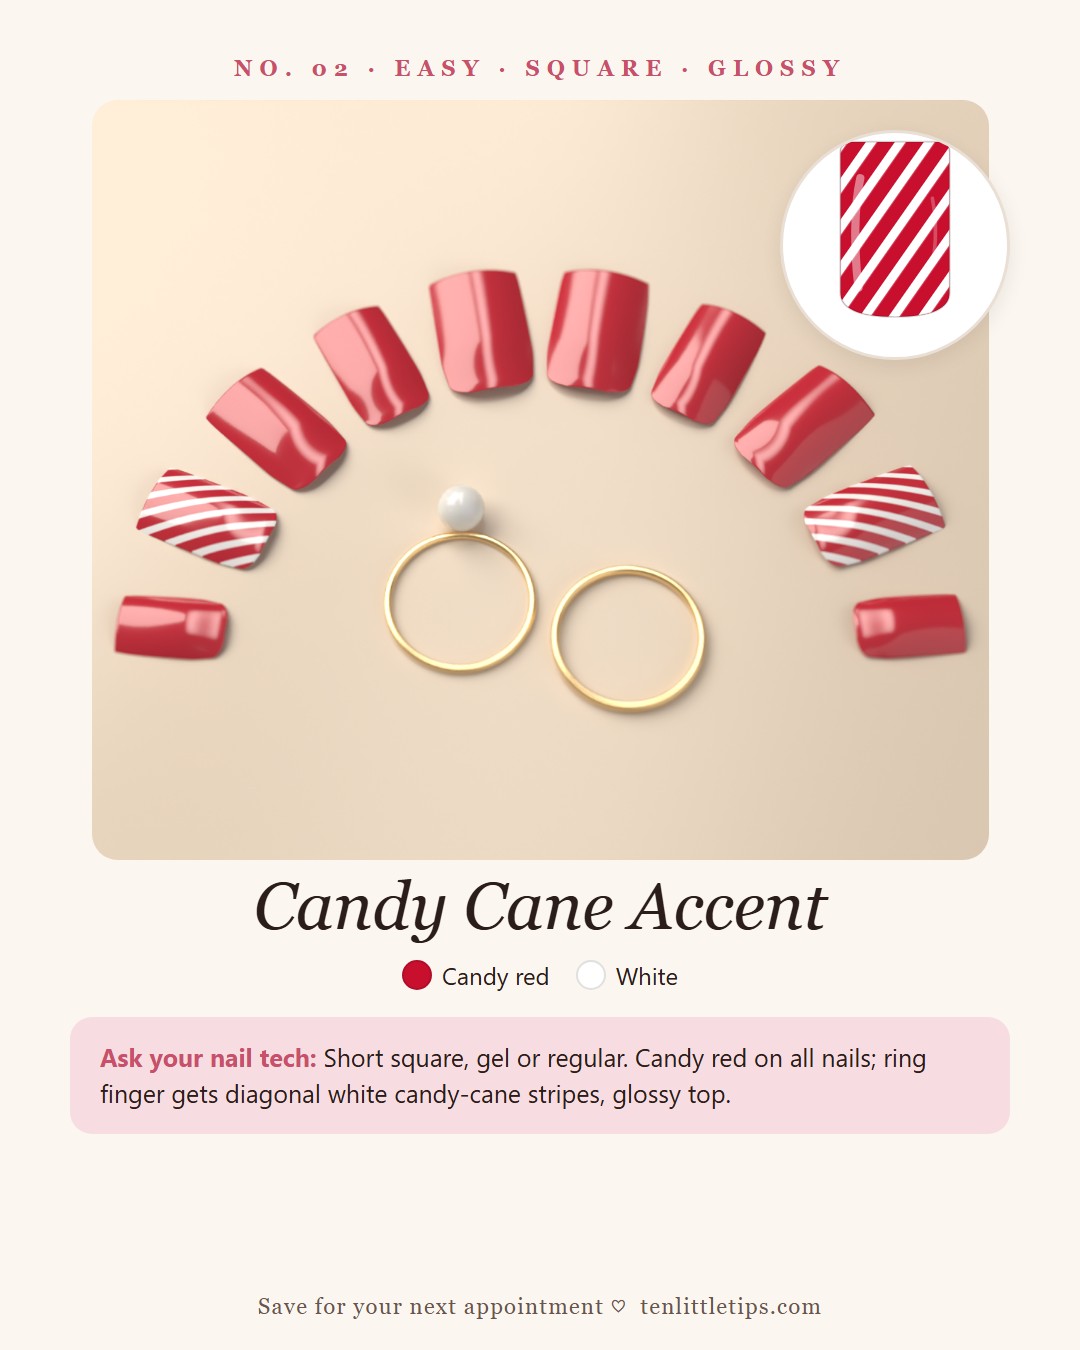 NO. 02 · EASY · SQUARE · GLOSSY
Candy Cane Accent
Candy red White
Ask your nail tech: Short square, gel or regular. Candy red on all nails; ring
finger gets diagonal white candy-cane stripes, glossy top.
Save for your next appointment ♡ tenlittletips.com